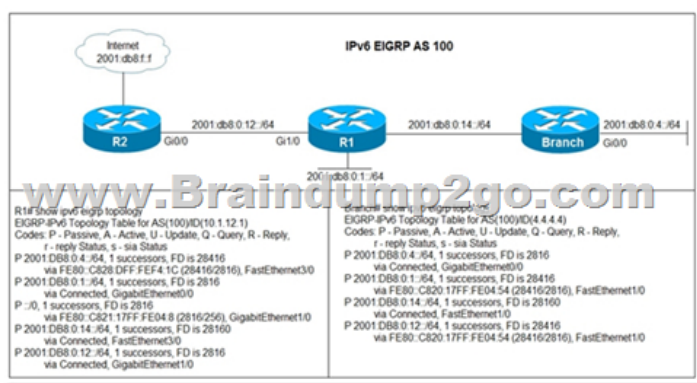 Internet
2001:db8:f::f
IPv6 EIGRP AS 100
2001:db8:0:12::/64
2001:db8:0:14::/64
2001:db8:0:4::/64
R2
Gi0/0
Gi1/0
R1
Branch
Gi0/0
2001:db8:0:1::/64
www.Braindump2go.com
R1# show ipv6 eigrp topology
EIGRP-IPv6 Topology Table for AS(100)/ID(10.1.12.1)
Codes: P - Passive, A - Active, U - Update, Q - Query, R - Reply,
r - reply Status, s - sia Status
P 2001:DB8:0:4::/64, 1 successors, FD is 28416
via FE80::C828:DFF:FEF4:1C (28416/2816), FastEthernet3/0
P 2001:DB8:0:1::/64, 1 successors, FD is 2816
via Connected, GigabitEthernet0/0
P ::/0, 1 successors, FD is 2816
via FE80::C821:17FF:FE04:8 (2816/256), GigabitEthernet1/0
P 2001:DB8:0:14::/64, 1 successors, FD is 28160
via Connected, FastEthernet3/0
P 2001:DB8:0:12::/64, 1 successors, FD is 2816
via Connected, GigabitEthernet1/0
Branch# show ipv6 eigrp topology
EIGRP-IPv6 Topology Table for AS(100)/ID(4.4.4.4)
Codes: P - Passive, A - Active, U - Update, Q - Query, R - Reply,
r - reply Status, s - sia Status
P 2001:DB8:0:4::/64, 1 successors, FD is 2816
via Connected, GigabitEthernet0/0
P 2001:DB8:0:1::/64, 1 successors, FD is 28416
via FE80::C820:17FF:FE04:54 (28416/2816), FastEthernet1/0
P 2001:DB8:0:14::/64, 1 successors, FD is 28160
via Connected, FastEthernet1/0
P 2001:DB8:0:12::/64, 1 successors, FD is 28416
via FE80::C820:17FF:FE04:54 (28416/2816), FastEthernet1/0